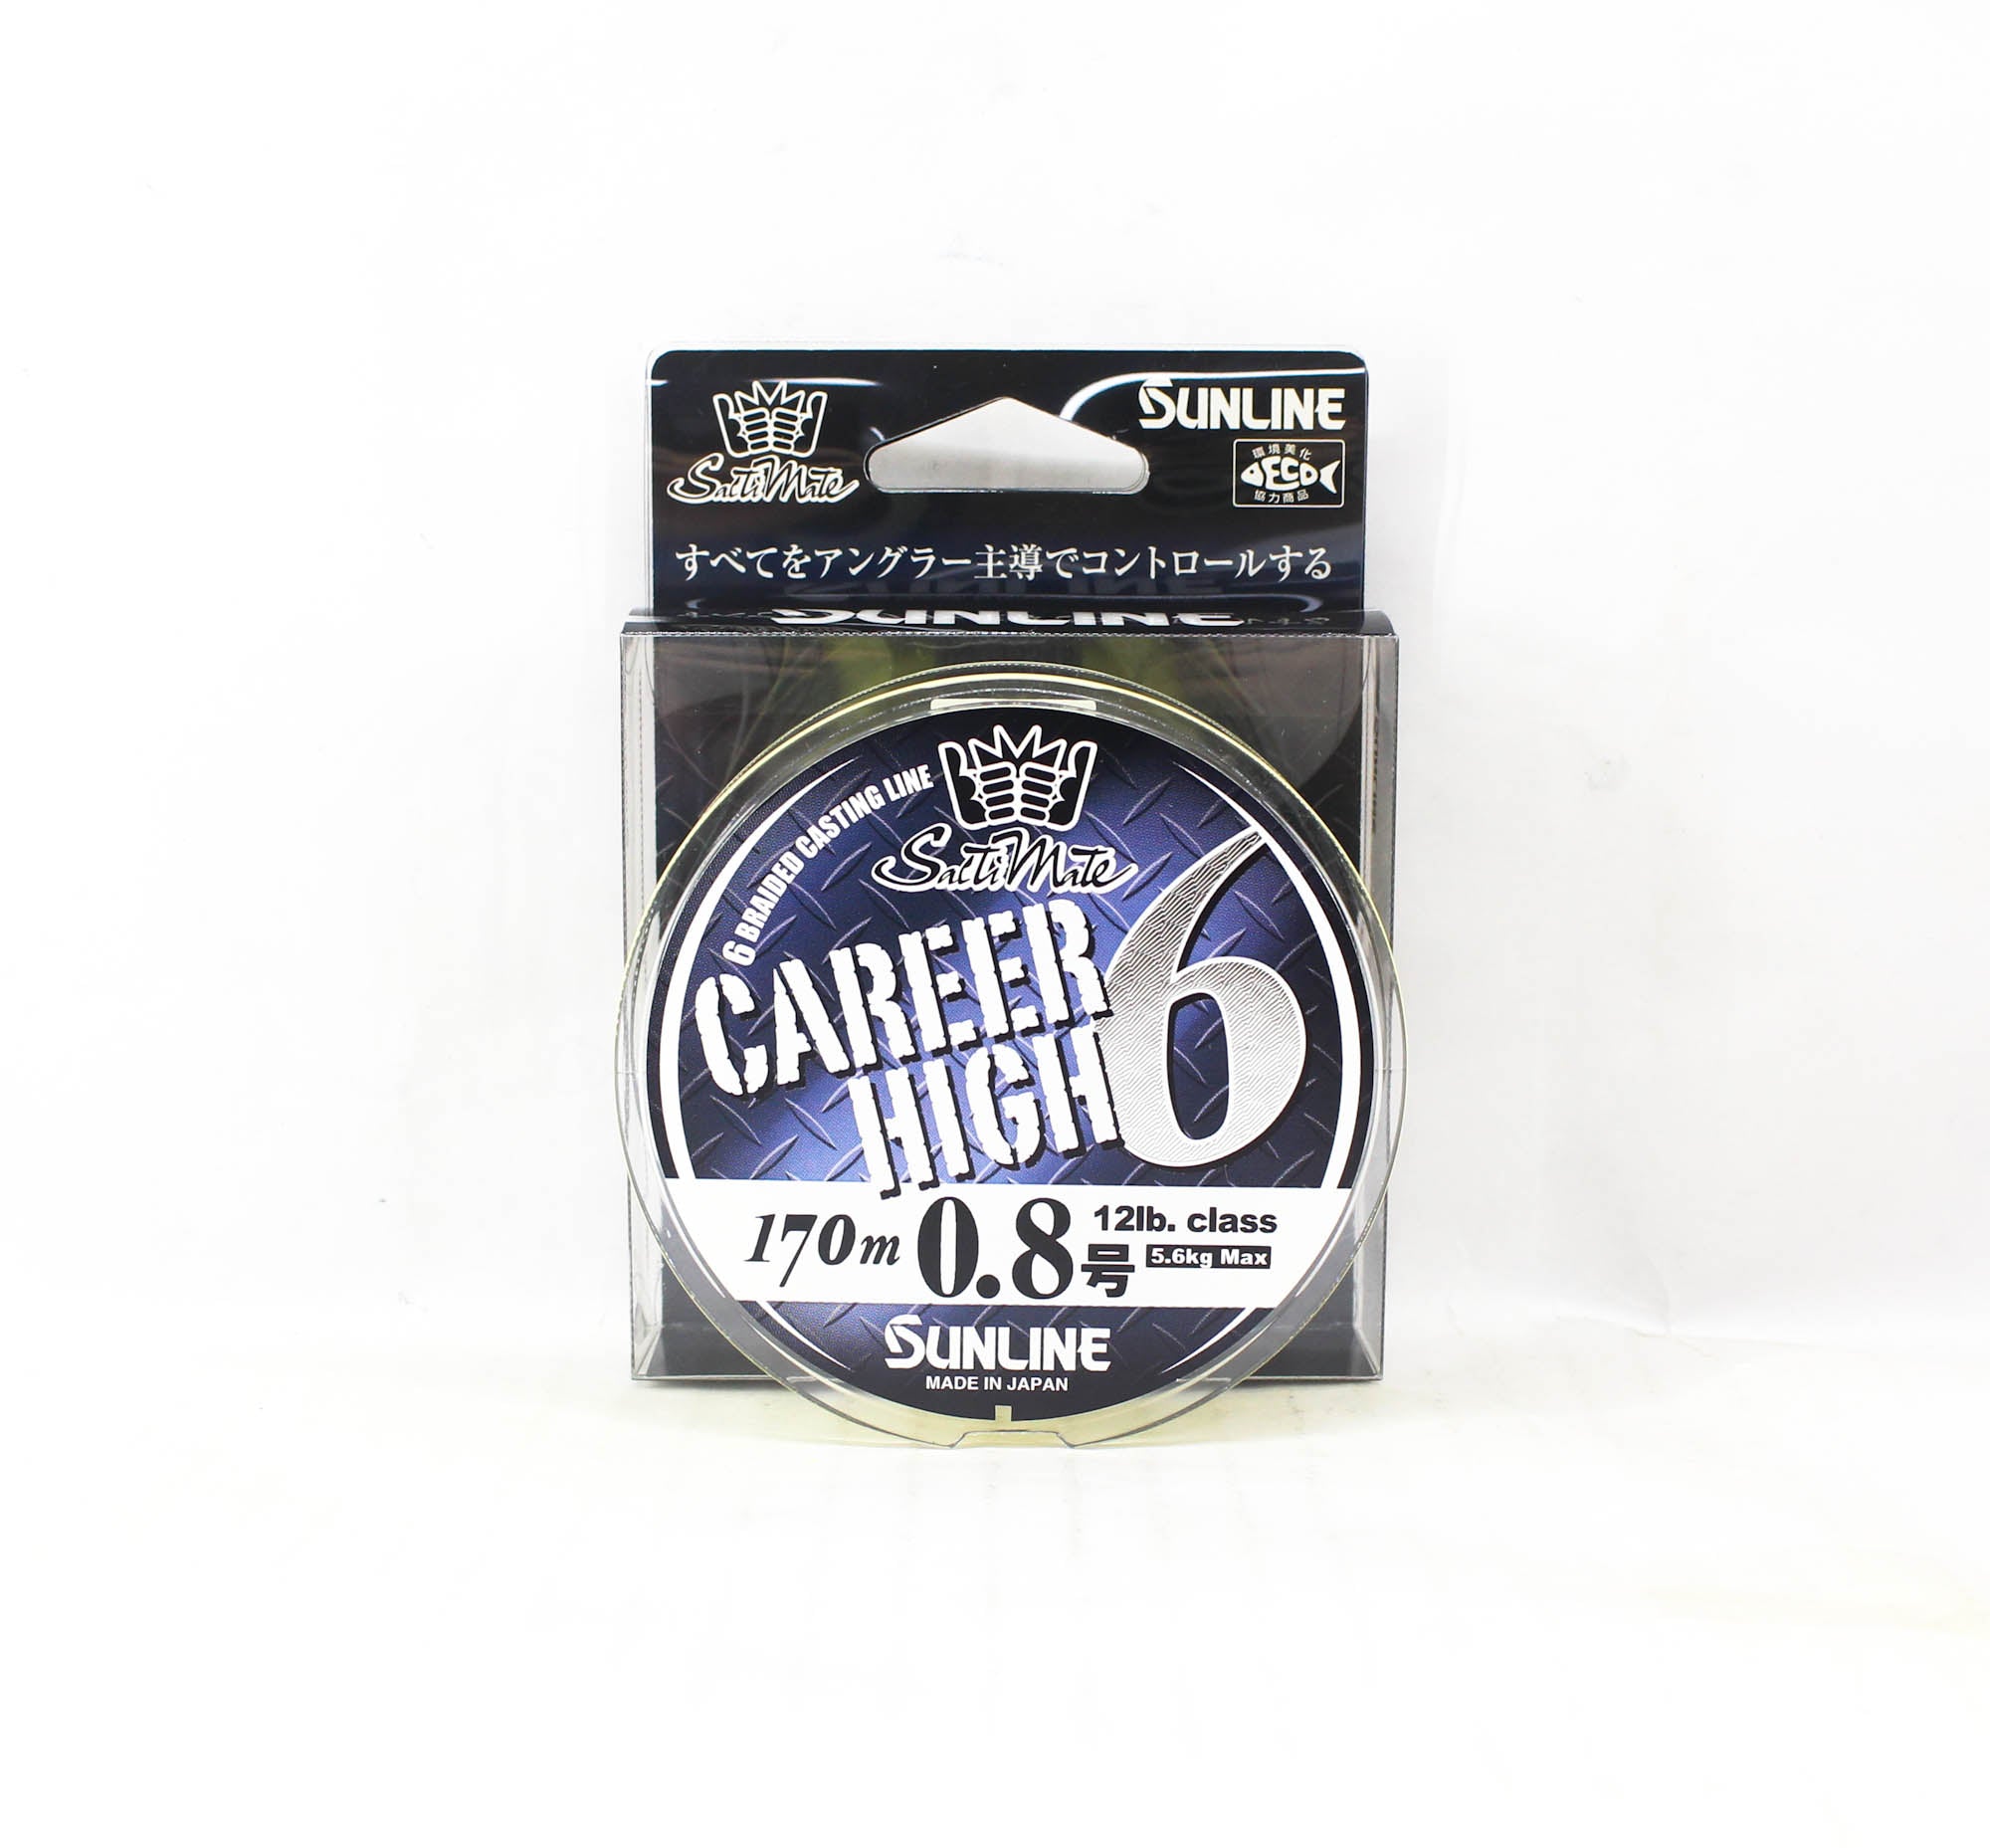 SaltiMate
SUNLINE
環境美化
ECO
協力商品
すべてをアングラー主導でコントロールする
SUNLINE
6 BRAIDED CASTING LINE
SaltiMate
CAREER
HIGH 6
170m 0.8号 12lb. class
5.6kg Max
SUNLINE
MADE IN JAPAN